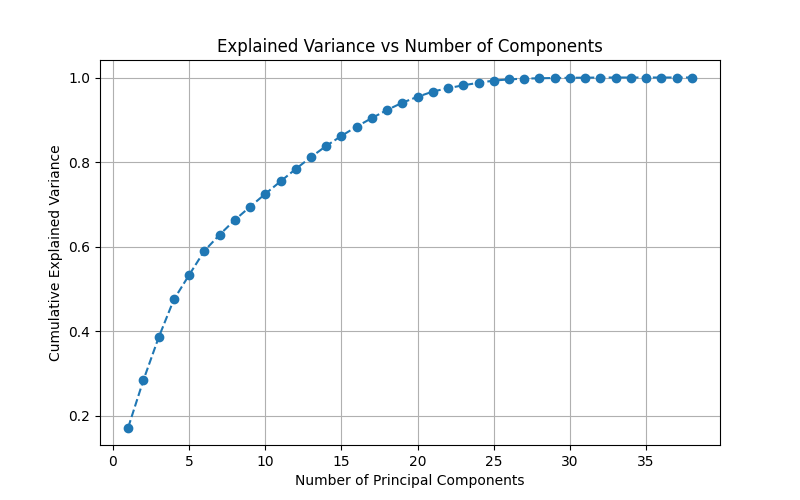 Explained Variance vs Number of Components
Cumulative Explained Variance
1.0
0.8
0.6
0.4
0.2
0 5 10 15 20 25 30 35
Number of Principal Components